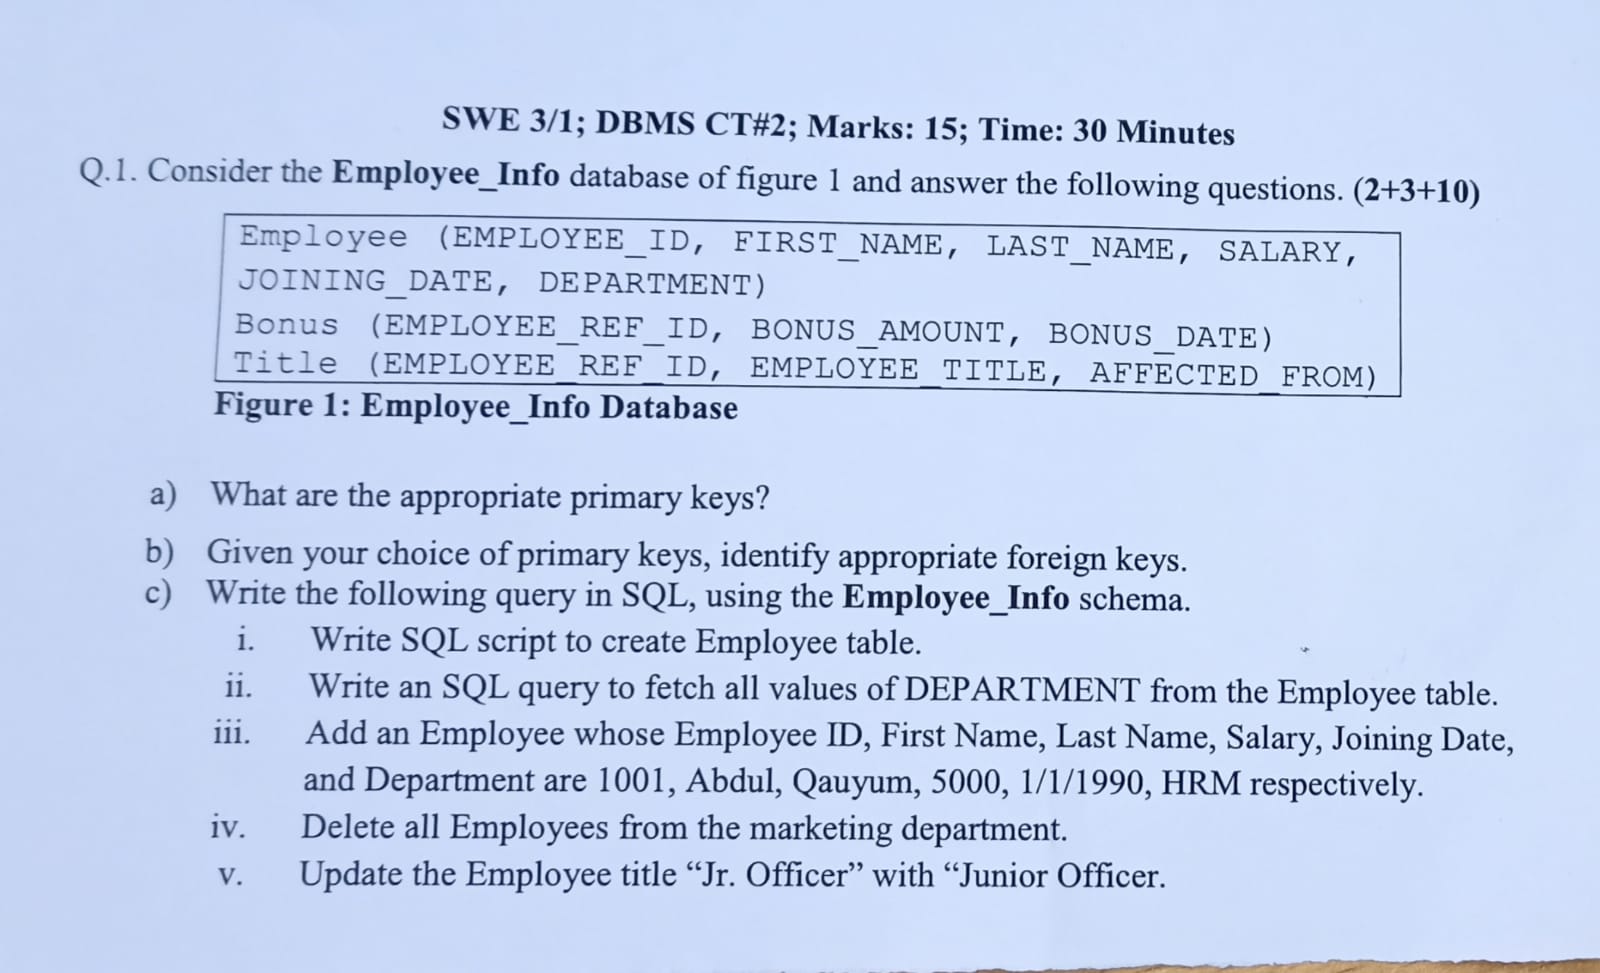 SWE 3/1; DBMS CT#2; Marks: 15; Time: 30 Minutes
Q.1. Consider the Employee_Info database of figure 1 and answer the following questions. (2+3+10)
Employee (EMPLOYEE_ID, FIRST_NAME, LAST_NAME, SALARY,
JOINING_DATE, DEPARTMENT)
Bonus (EMPLOYEE_REF_ID, BONUS_AMOUNT, BONUS_DATE)
Title (EMPLOYEE_REF_ID, EMPLOYEE_TITLE, AFFECTED_FROM)
Figure 1: Employee_Info Database
a) What are the appropriate primary keys?
b) Given your choice of primary keys, identify appropriate foreign keys.
c) Write the following query in SQL, using the Employee_Info schema.
i. Write SQL script to create Employee table.
ii. Write an SQL query to fetch all values of DEPARTMENT from the Employee table.
iii. Add an Employee whose Employee ID, First Name, Last Name, Salary, Joining Date,
and Department are 1001, Abdul, Qauyum, 5000, 1/1/1990, HRM respectively.
iv. Delete all Employees from the marketing department.
v. Update the Employee title “Jr. Officer” with “Junior Officer.